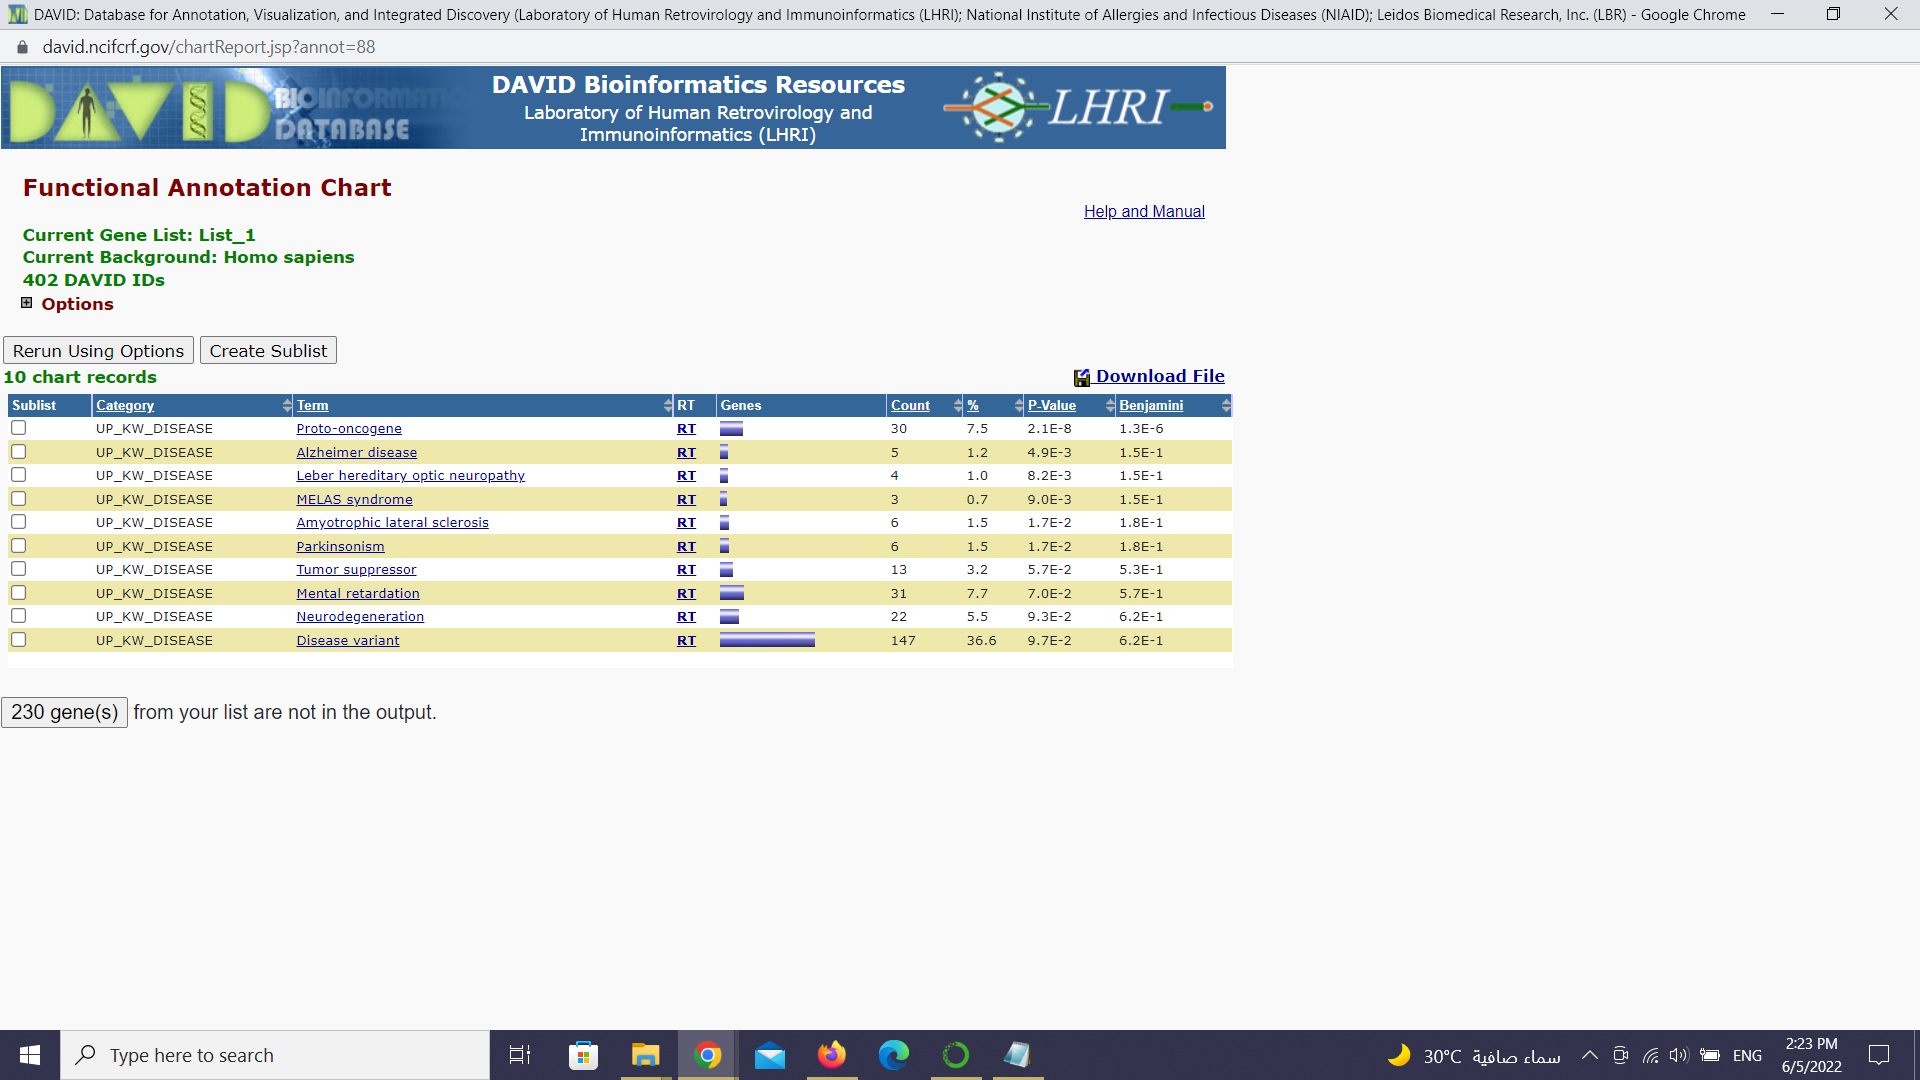 DAVID: Database for Annotation, Visualization, and Integrated Discovery (Laboratory of Human Retrovirology and Immunoinformatics (LHRI); National Institute of Allergies and Infectious Diseases (NIAID); Leidos Biomedical Research, Inc. (LBR) - Google Chrome
david.ncifcrf.gov/chartReport.jsp?annot=88
DAVID BIOINFORMATICS DATABASE
DAVID Bioinformatics Resources
Laboratory of Human Retrovirology and
Immunoinformatics (LHRI)
LHRI
Functional Annotation Chart
Help and Manual
Current Gene List: List_1
Current Background: Homo sapiens
402 DAVID IDs
Options
Rerun Using Options Create Sublist
10 chart records Download File
Sublist Category Term RT Genes Count % P-Value Benjamini
UP_KW_DISEASE Proto-oncogene RT 30 7.5 2.1E-8 1.3E-6
UP_KW_DISEASE Alzheimer disease RT 5 1.2 4.9E-3 1.5E-1
UP_KW_DISEASE Leber hereditary optic neuropathy RT 4 1.0 8.2E-3 1.5E-1
UP_KW_DISEASE MELAS syndrome RT 3 0.7 9.0E-3 1.5E-1
UP_KW_DISEASE Amyotrophic lateral sclerosis RT 6 1.5 1.7E-2 1.8E-1
UP_KW_DISEASE Parkinsonism RT 6 1.5 1.7E-2 1.8E-1
UP_KW_DISEASE Tumor suppressor RT 13 3.2 5.7E-2 5.3E-1
UP_KW_DISEASE Mental retardation RT 31 7.7 7.0E-2 5.7E-1
UP_KW_DISEASE Neurodegeneration RT 22 5.5 9.3E-2 6.2E-1
UP_KW_DISEASE Disease variant RT 147 36.6 9.7E-2 6.2E-1
230 gene(s) from your list are not in the output.
Type here to search
30°C سماء صافية
ENG
2:23 PM
6/5/2022